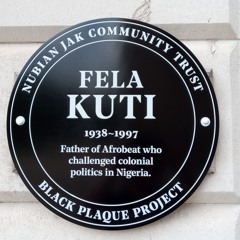 NUBIAN JAK COMMUNITY TRUST
FELA
KUTI
1938~1997
Father of Afrobeat who
challenged colonial
politics in Nigeria.
BLACK PLAQUE PROJECT